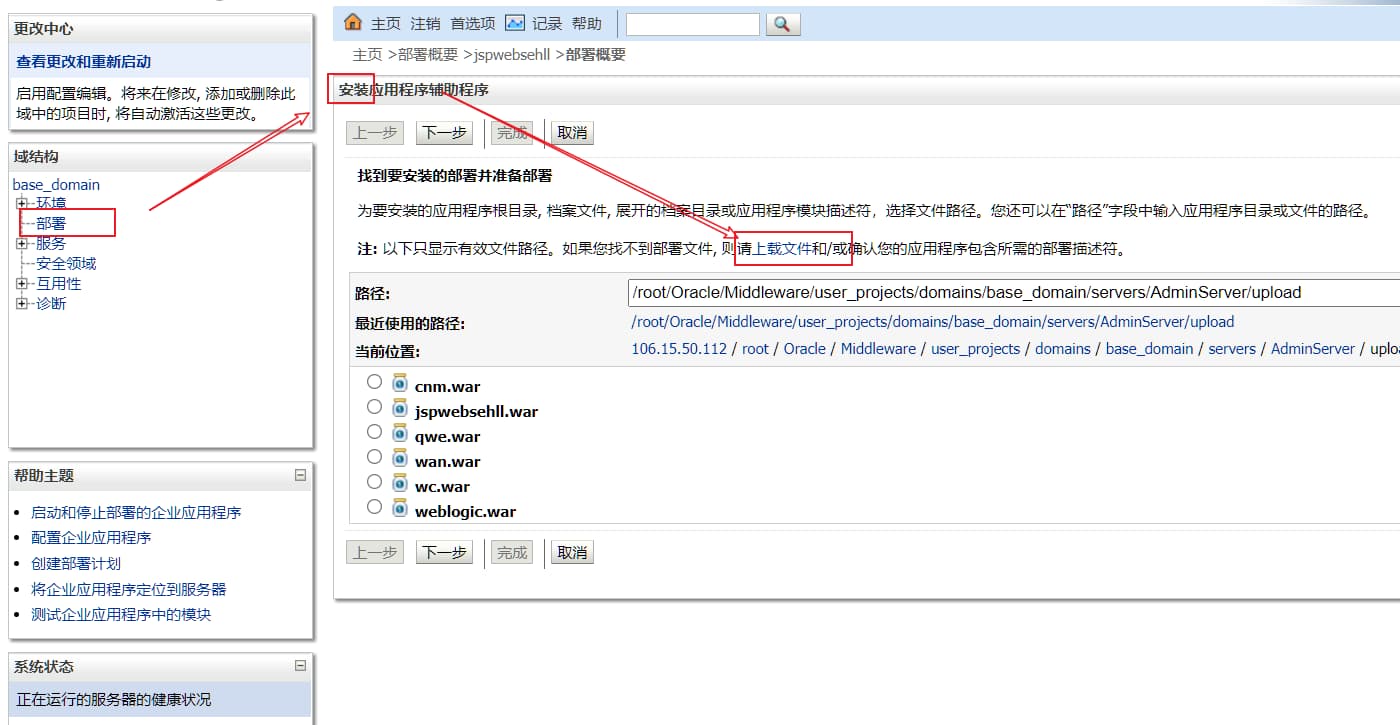 更改中心
查看更改和重新启动
启用配置编辑。将来在修改, 添加或删除此
域中的项目时, 将自动激活这些更改。
域结构
base_domain
环境
部署
服务
安全领域
互用性
诊断
帮助主题
启动和停止部署的企业应用程序
配置企业应用程序
创建部署计划
将企业应用程序定位到服务器
测试企业应用程序中的模块
系统状态
正在运行的服务器的健康状况
主页 注销 首选项 记录 帮助
主页 >部署概要 >jspwebsehll >部署概要
安装应用程序辅助程序
上一步 下一步 完成 取消
找到要安装的部署并准备部署
为要安装的应用程序根目录, 档案文件, 展开的档案目录或应用程序模块描述符，选择文件路径。您还可以在“路径”字段中输入应用程序目录或文件的路径。
注: 以下只显示有效文件路径。如果您找不到部署文件, 则请上载文件和/或确认您的应用程序包含所需的部署描述符。
路径: /root/Oracle/Middleware/user_projects/domains/base_domain/servers/AdminServer/upload
最近使用的路径: /root/Oracle/Middleware/user_projects/domains/base_domain/servers/AdminServer/upload
当前位置: 106.15.50.112 / root / Oracle / Middleware / user_projects / domains / base_domain / servers / AdminServer / uplo
cnm.war
jspwebsehll.war
qwe.war
wan.war
wc.war
weblogic.war
上一步 下一步 完成 取消